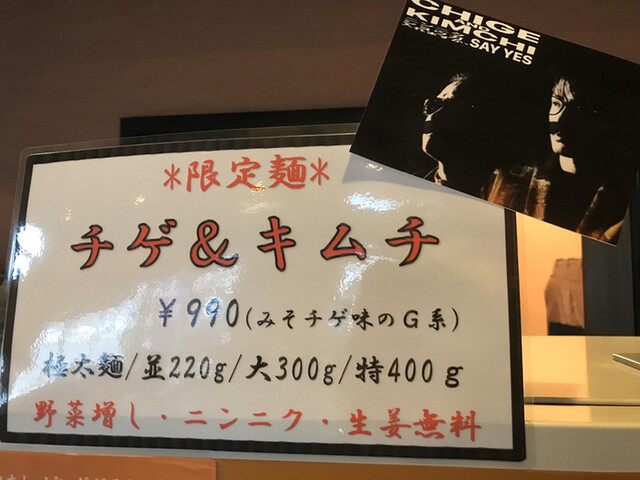 CHIGE
AND
KIMCHI
SAY YES
*限定麺*
チゲ&キムチ
¥990(みそチゲ味のG系)
極太麺/並220g/大300g/特400g
野菜増し・ニンニク・生姜無料